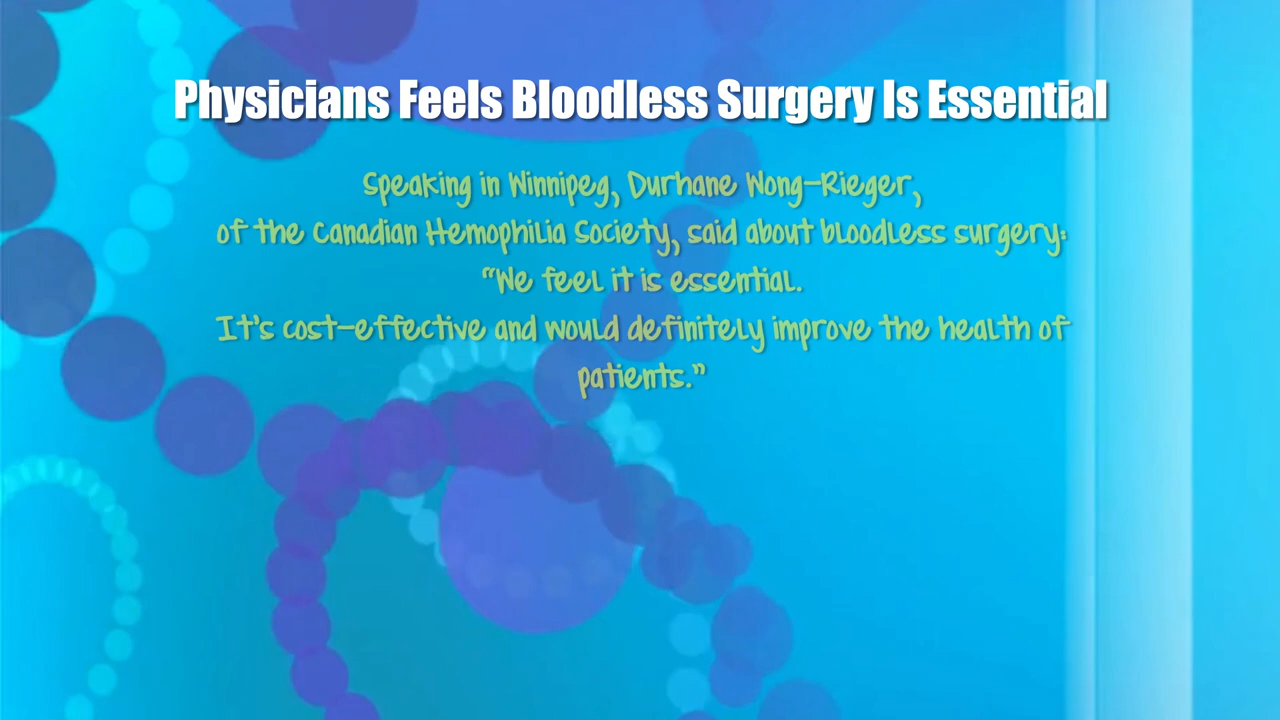 Physicians Feels Bloodless Surgery Is Essential
Speaking in Winnipeg, Durhane Wong-Rieger,
of the Canadian Hemophilia Society, said about bloodless surgery:
“We feel it is essential.
It's cost-effective and would definitely improve the health of
patients.”